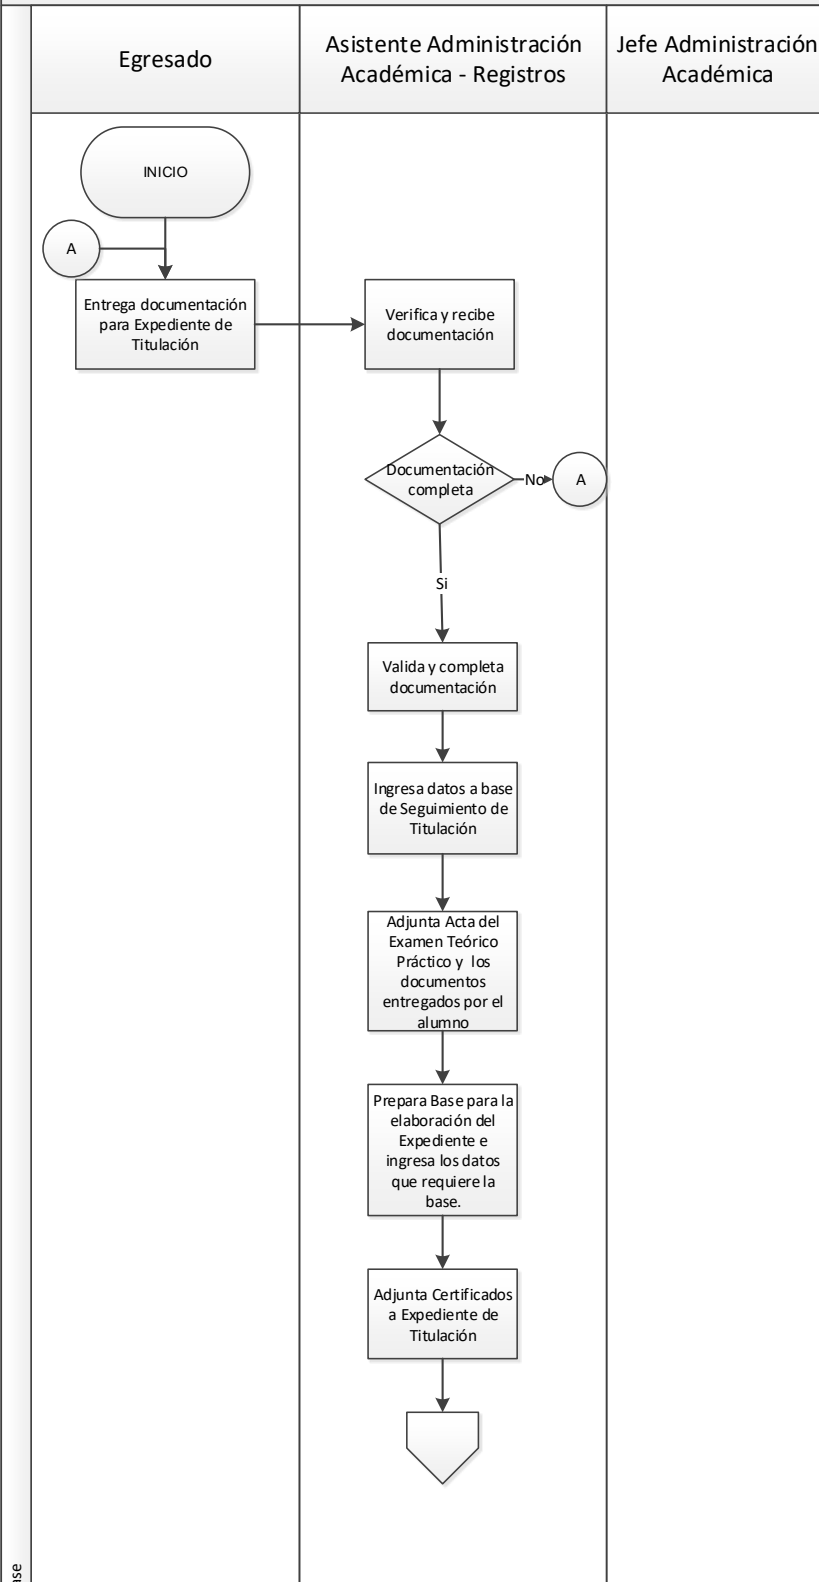 Egresado
Asistente Administración
Académica - Registros
Jefe Administración
Académica
INICIO
A
Entrega documentación
para Expediente de
Titulación
Verifica y recibe
documentación
Documentación
completa
No
A
Si
Valida y completa
documentación
Ingresa datos a base
de Seguimiento de
Titulación
Adjunta Acta del
Examen Teórico
Práctico y los
documentos
entregados por el
alumno
Prepara Base para la
elaboración del
Expediente e
ingresa los datos
que requiere la
base.
Adjunta Certificados
a Expediente de
Titulación